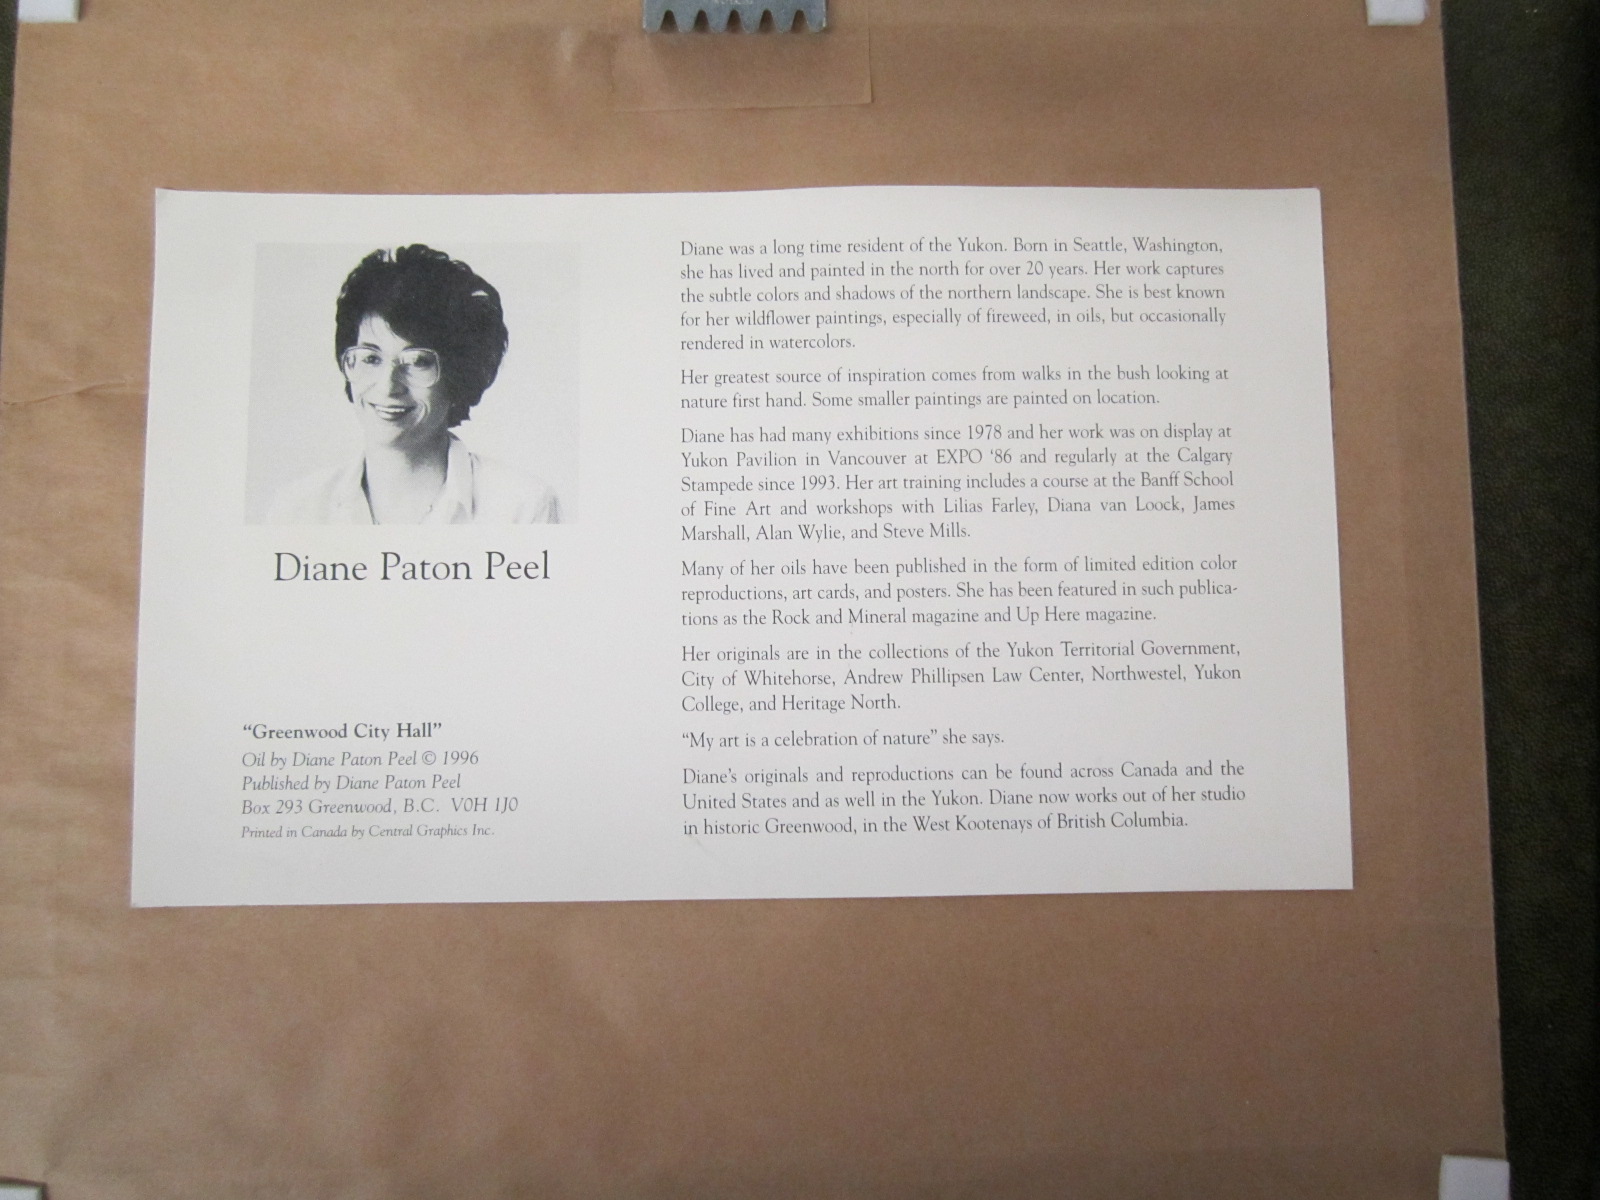 Diane Paton Peel
"Greenwood City Hall"
Oil by Diane Paton Peel © 1996
Published by Diane Paton Peel
Box 293 Greenwood, B.C. V0H 1J0
Printed in Canada by Central Graphics Inc.
Diane was a long time resident of the Yukon. Born in Seattle, Washington,
she has lived and painted in the north for over 20 years. Her work captures
the subtle colors and shadows of the northern landscape. She is best known
for her wildflower paintings, especially of fireweed, in oils, but occasionally
rendered in watercolors.
Her greatest source of inspiration comes from walks in the bush looking at
nature first hand. Some smaller paintings are painted on location.
Diane has had many exhibitions since 1978 and her work was on display at
Yukon Pavilion in Vancouver at EXPO '86 and regularly at the Calgary
Stampede since 1993. Her art training includes a course at the Banff School
of Fine Art and workshops with Lilias Farley, Diana van Loock, James
Marshall, Alan Wylie, and Steve Mills.
Many of her oils have been published in the form of limited edition color
reproductions, art cards, and posters. She has been featured in such publica-
tions as the Rock and Mineral magazine and Up Here magazine.
Her originals are in the collections of the Yukon Territorial Government,
City of Whitehorse, Andrew Phillipsen Law Center, Northwestel, Yukon
College, and Heritage North.
"My art is a celebration of nature" she says.
Diane's originals and reproductions can be found across Canada and the
United States and as well in the Yukon. Diane now works out of her studio
in historic Greenwood, in the West Kootenays of British Columbia.